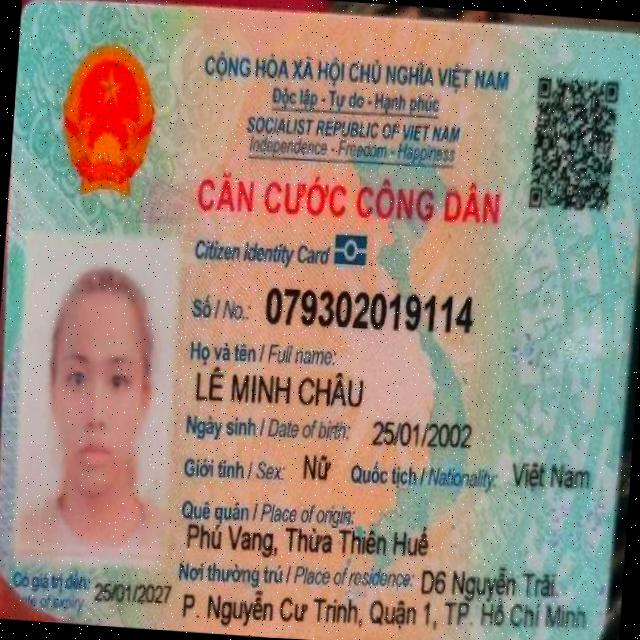 CỘNG HÒA XÃ HỘI CHỦ NGHĨA VIỆT NAM
Độc lập - Tự do - Hạnh phúc
SOCIALIST REPUBLIC OF VIET NAM
Independence - Freedom - Happiness
CĂN CƯỚC CÔNG DÂN
Citizen Identity Card
Số / No.: 079302019114
Họ và tên / Full name:
LÊ MINH CHÂU
Ngày sinh / Date of birth: 25/01/2002
Giới tính / Sex: Nữ Quốc tịch / Nationality: Việt Nam
Quê quán / Place of origin:
Phú Vang, Thừa Thiên Huế
Nơi thường trú / Place of residence: D6 Nguyễn Trãi
P. Nguyễn Cư Trinh, Quận 1, TP. Hồ Chí Minh
Có giá trị đến: 25/01/2027
Date of expiry